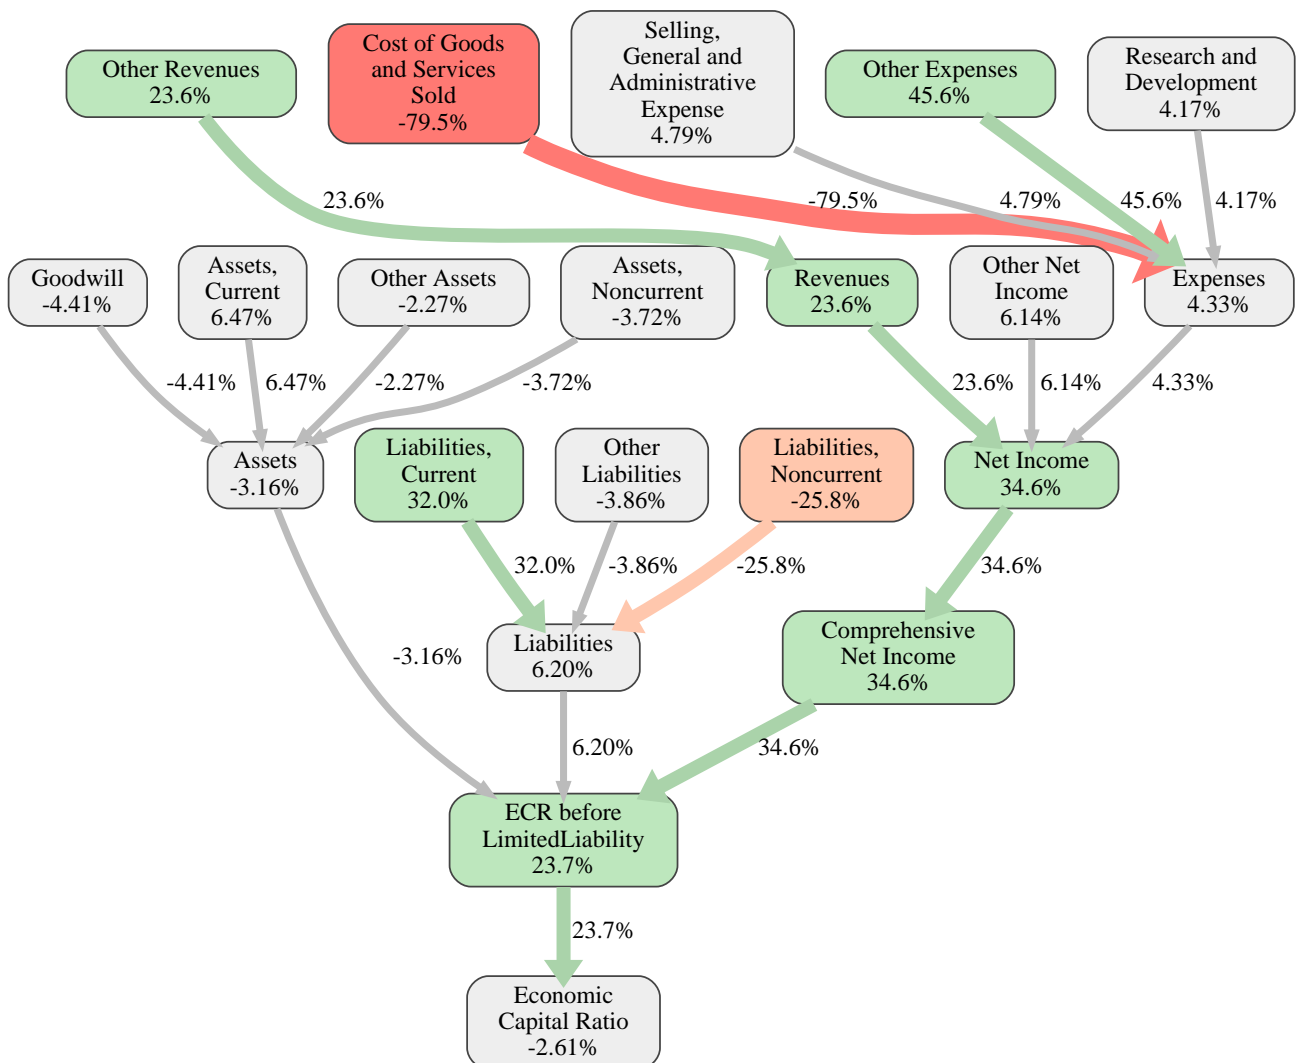 Other Revenues
23.6%
Cost of Goods
and Services
Sold
-79.5%
Selling,
General and
Administrative
Expense
4.79%
Other Expenses
45.6%
Research and
Development
4.17%
23.6%
-79.5%
4.79%
45.6%
4.17%
Goodwill
-4.41%
Assets,
Current
6.47%
Other Assets
-2.27%
Assets,
Noncurrent
-3.72%
Revenues
23.6%
Other Net
Income
6.14%
Expenses
4.33%
-4.41%
6.47%
-2.27%
-3.72%
23.6%
6.14%
4.33%
Assets
-3.16%
Liabilities,
Current
32.0%
Other
Liabilities
-3.86%
Liabilities,
Noncurrent
-25.8%
Net Income
34.6%
32.0%
-3.86%
-25.8%
34.6%
-3.16%
Liabilities
6.20%
Comprehensive
Net Income
34.6%
6.20%
34.6%
ECR before
LimitedLiability
23.7%
23.7%
Economic
Capital Ratio
-2.61%